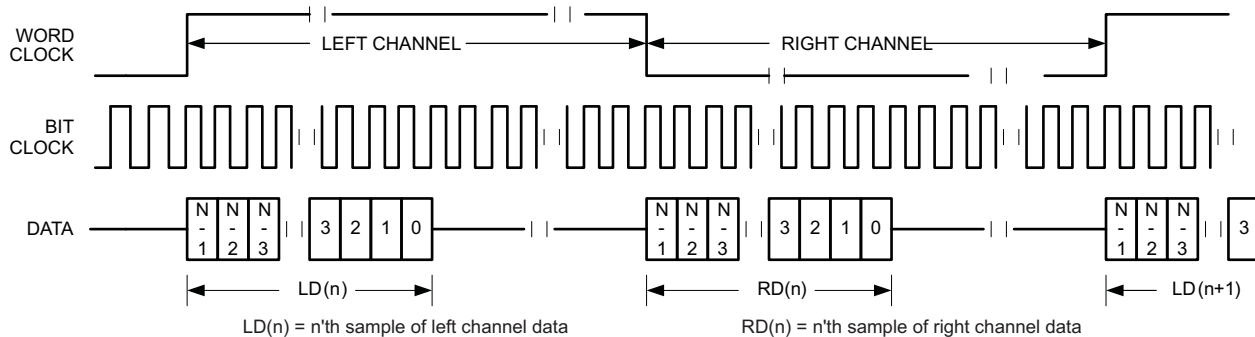 WORD
CLOCK
LEFT CHANNEL
RIGHT CHANNEL
BIT
CLOCK
DATA
N
-
1
N
-
2
N
-
3
3 2 1 0
N
-
1
N
-
2
N
-
3
3 2 1 0
N
-
1
N
-
2
N
-
3
3
LD(n)
RD(n)
LD(n+1)
LD(n) = n'th sample of left channel data
RD(n) = n'th sample of right channel data